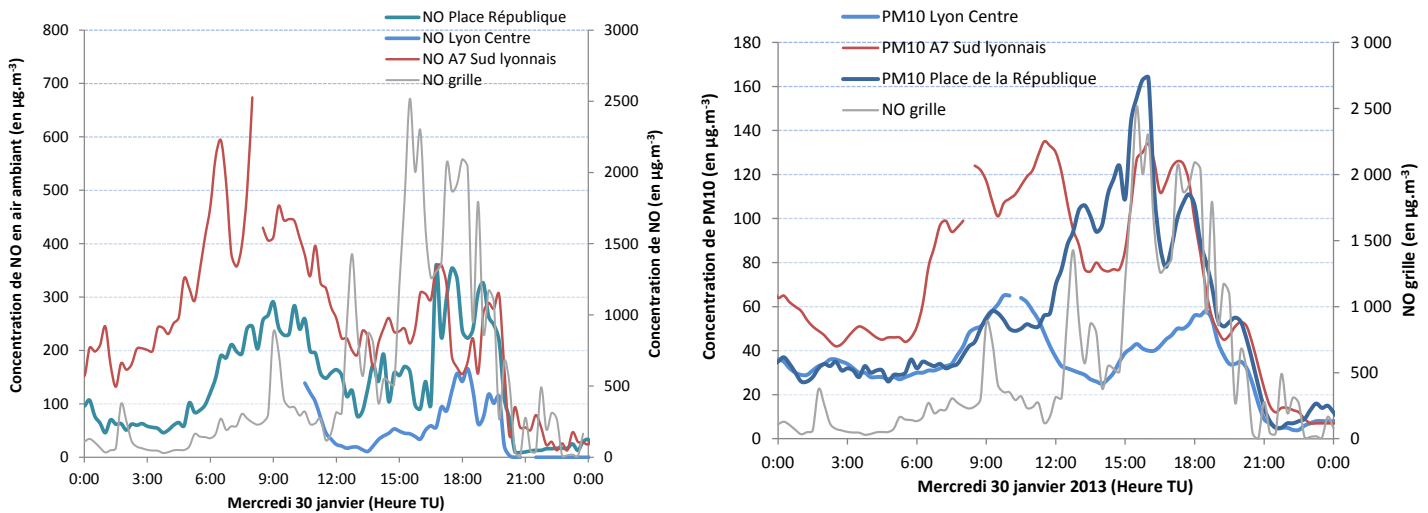 NO Place République
NO Lyon Centre
NO A7 Sud lyonnais
NO grille
Concentration de NO en air ambiant (en µg.m-3)
800
700
600
500
400
300
200
100
0
3000
2500
2000
1500
1000
500
0
Concentration de NO (en µg.m-3)
0:00 3:00 6:00 9:00 12:00 15:00 18:00 21:00 0:00
Mercredi 30 janvier (Heure TU)
PM10 Lyon Centre
PM10 A7 Sud lyonnais
PM10 Place de la République
NO grille
Concentration de PM10 (en µg.m-3)
180
160
140
120
100
80
60
40
20
0
3 000
2 500
2 000
1 500
1 000
500
0
NO grille (en µg.m-3)
0:00 3:00 6:00 9:00 12:00 15:00 18:00 21:00 0:00
Mercredi 30 janvier 2013 (Heure TU)